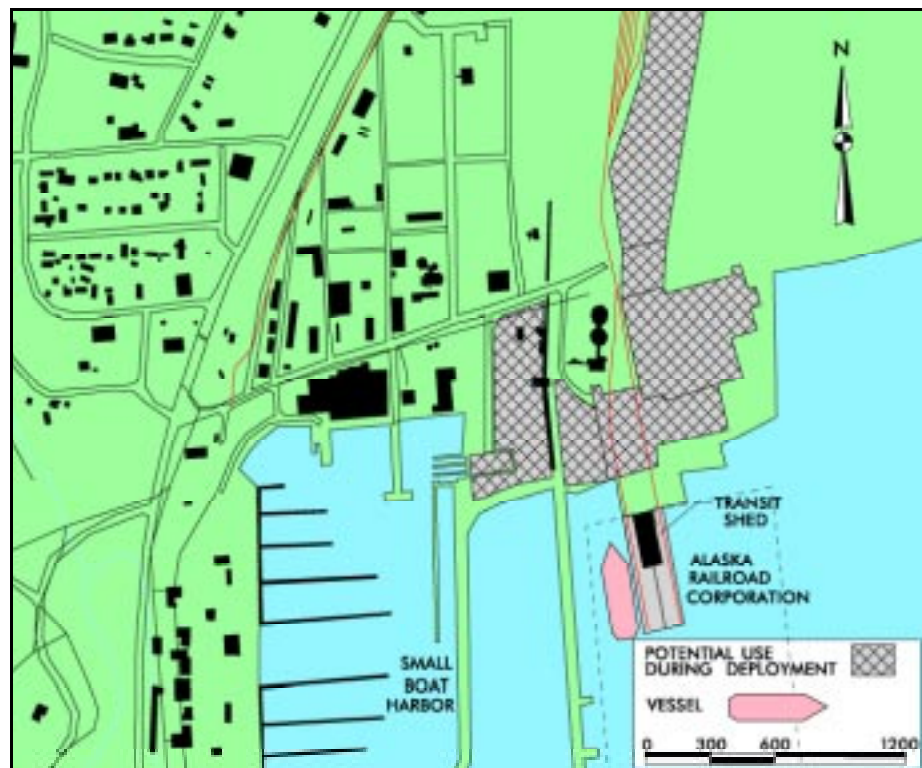 N
TRANSIT
SHED
ALASKA
RAILROAD
CORPORATION
SMALL
BOAT
HARBOR
POTENTIAL USE
DURING DEPLOYMENT
VESSEL
0 300 600 1200